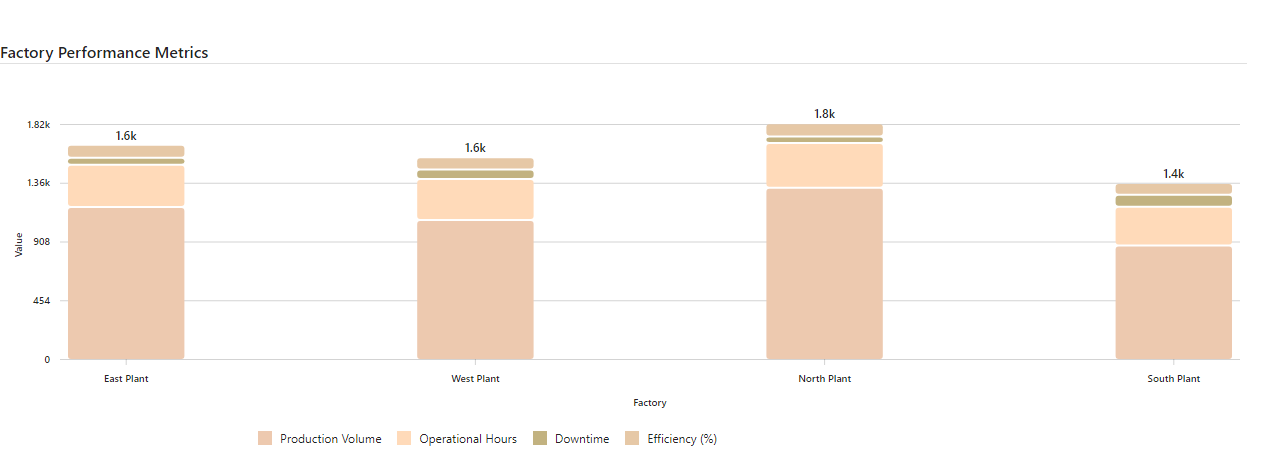 Factory Performance Metrics
1.82k
1.36k
908
454
0
Value
1.6k
1.6k
1.8k
1.4k
East Plant
West Plant
North Plant
South Plant
Factory
Production Volume
Operational Hours
Downtime
Efficiency (%)